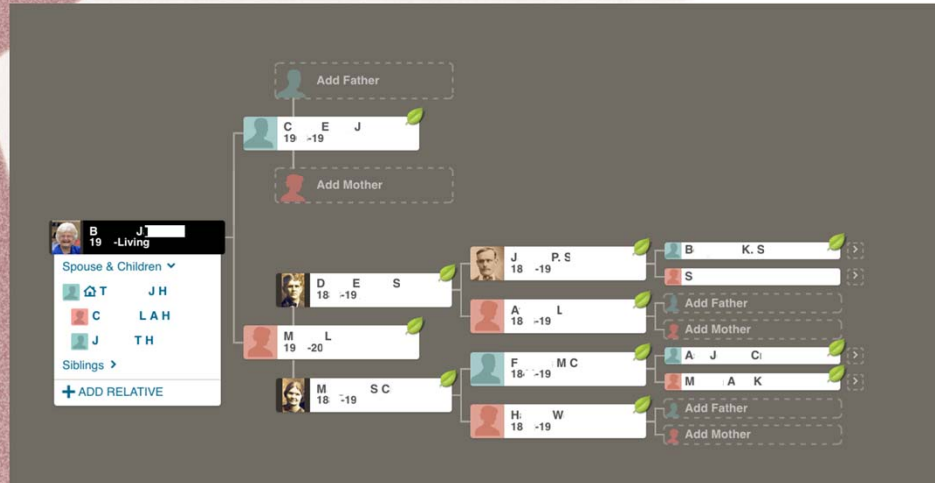 Add Father
C E J
19 -19
Add Mother
B J
19 -Living
Spouse & Children
T J H
C L A H
J T H
Siblings >
+ ADD RELATIVE
D E S
18 -19
M L
19 -20
M S C
18 -19
J P. S
18 -19
A L
18 -19
F M C
18 -19
H W
18 -19
B K. S
S
Add Father
Add Mother
A J C
M A K
Add Father
Add Mother